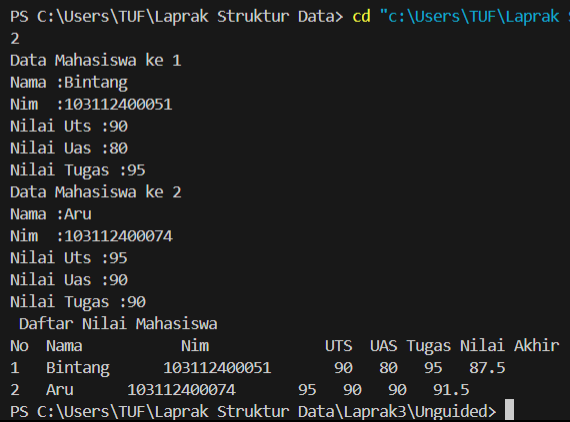 PS C:\Users\TUF\Laprak Struktur Data> cd "c:\Users\TUF\Laprak
2
Data Mahasiswa ke 1
Nama :Bintang
Nim  :103112400051
Nilai Uts :90
Nilai Uas :80
Nilai Tugas :95
Data Mahasiswa ke 2
Nama :Aru
Nim  :103112400074
Nilai Uts :95
Nilai Uas :90
Nilai Tugas :90
 Daftar Nilai Mahasiswa
No  Nama           Nim             UTS  UAS Tugas Nilai Akhir
1   Bintang      103112400051       90   80   95   87.5
2   Aru      103112400074       95   90   90   91.5
PS C:\Users\TUF\Laprak Struktur Data\Laprak3\Unguided>